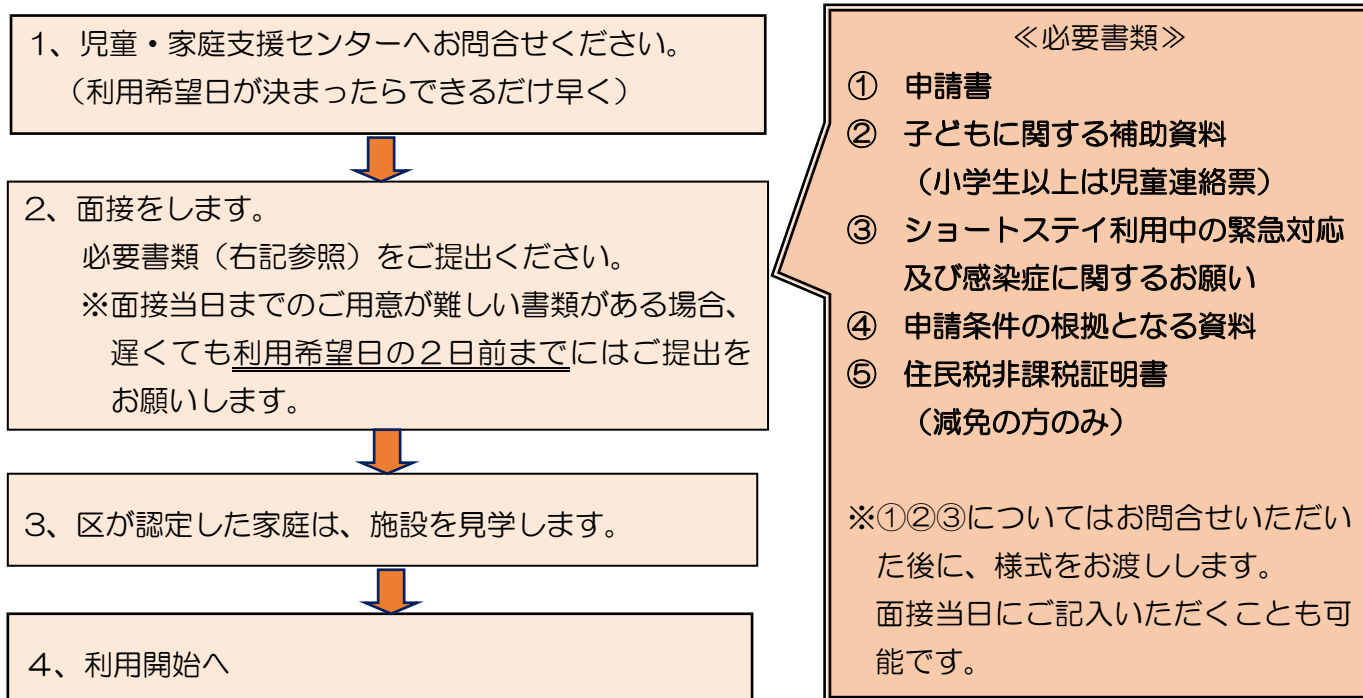 1、児童・家庭支援センターへお問合せください。
（利用希望日が決まったらできるだけ早く）
2、面接をします。
必要書類（右記参照）をご提出ください。
※面接当日までのご用意が難しい書類がある場合、
遅くても利用希望日の２日前までにはご提出を
お願いします。
3、区が認定した家庭は、施設を見学します。
4、利用開始へ
≪必要書類≫
① 申請書
② 子どもに関する補助資料
（小学生以上は児童連絡票）
③ ショートステイ利用中の緊急対応
及び感染症に関するお願い
④ 申請条件の根拠となる資料
⑤ 住民税非課税証明書
（減免の方のみ）
※①②③についてはお問合せいただい
た後に、様式をお渡しします。
面接当日にご記入いただくことも可
能です。